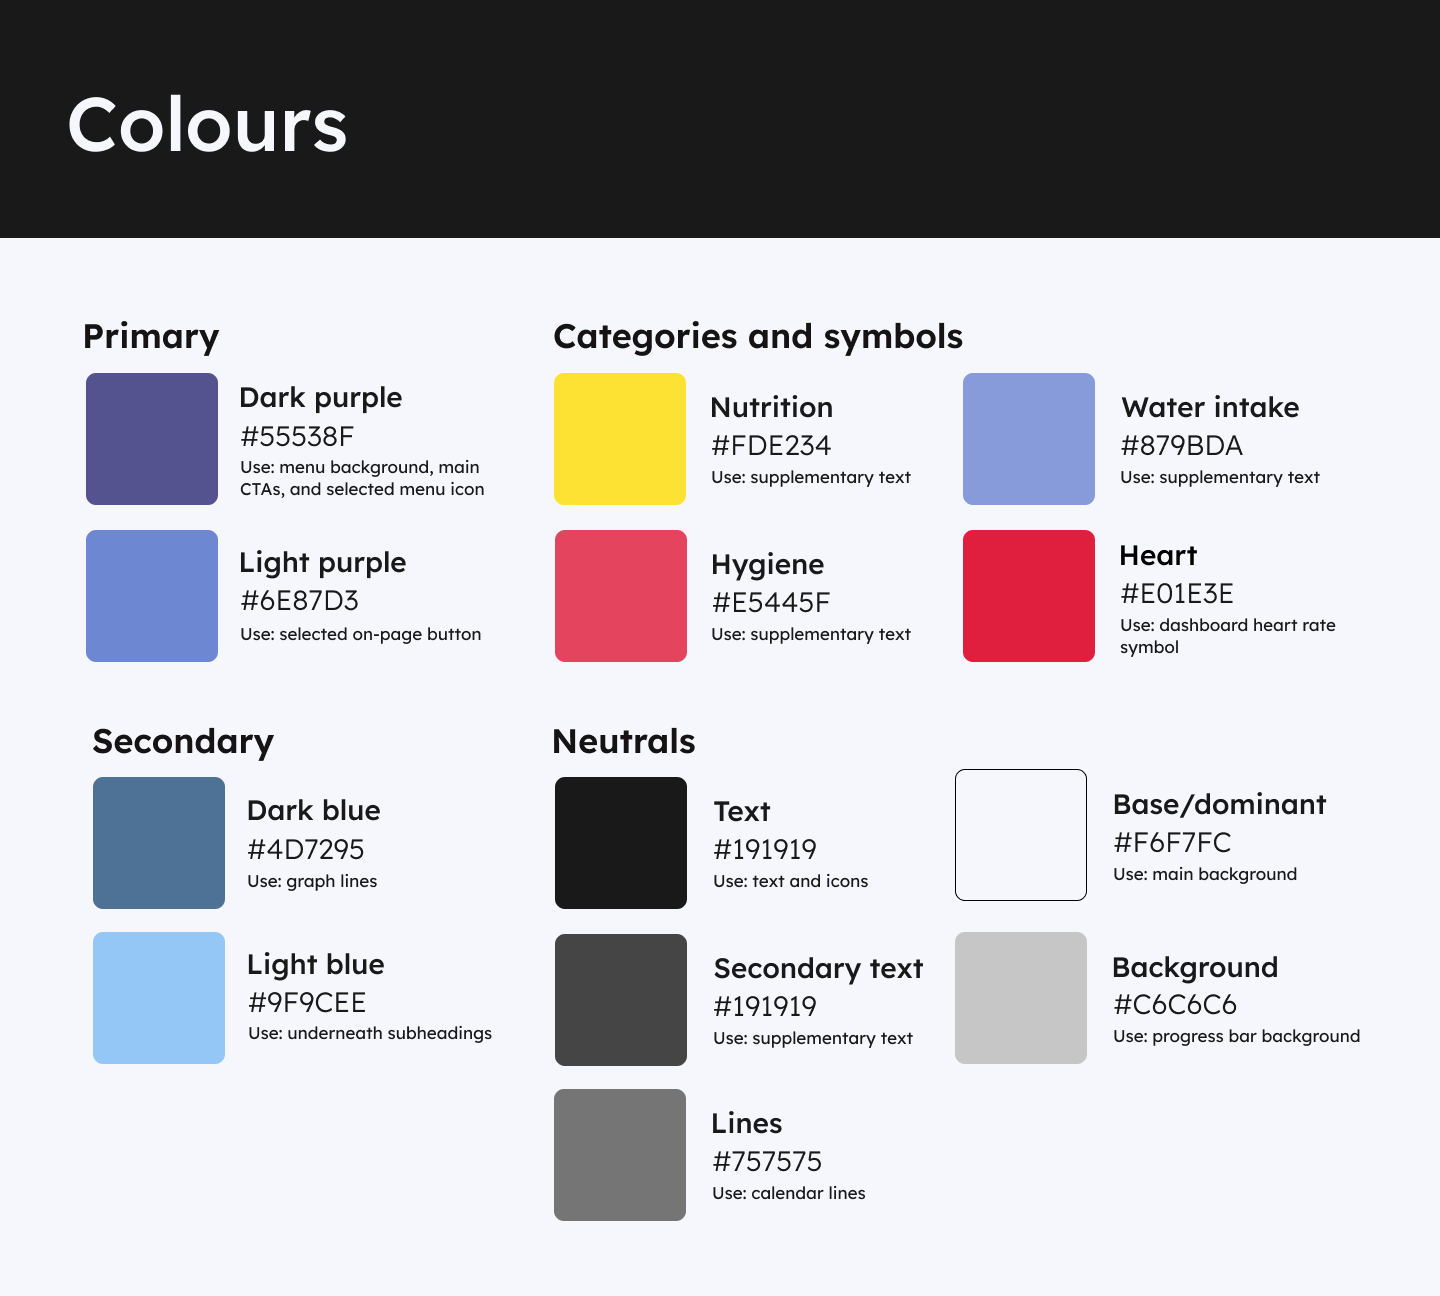 Colours
Primary
Dark purple
#55538F
Use: menu background, main
CTAs, and selected menu icon
Light purple
#6E87D3
Use: selected on-page button
Categories and symbols
Nutrition
#FDE234
Use: supplementary text
Water intake
#879BDA
Use: supplementary text
Hygiene
#E5445F
Use: supplementary text
Heart
#E01E3E
Use: dashboard heart rate
symbol
Secondary
Dark blue
#4D7295
Use: graph lines
Light blue
#9F9CEE
Use: underneath subheadings
Neutrals
Text
#191919
Use: text and icons
Base/dominant
#F6F7FC
Use: main background
Secondary text
#191919
Use: supplementary text
Background
#C6C6C6
Use: progress bar background
Lines
#757575
Use: calendar lines